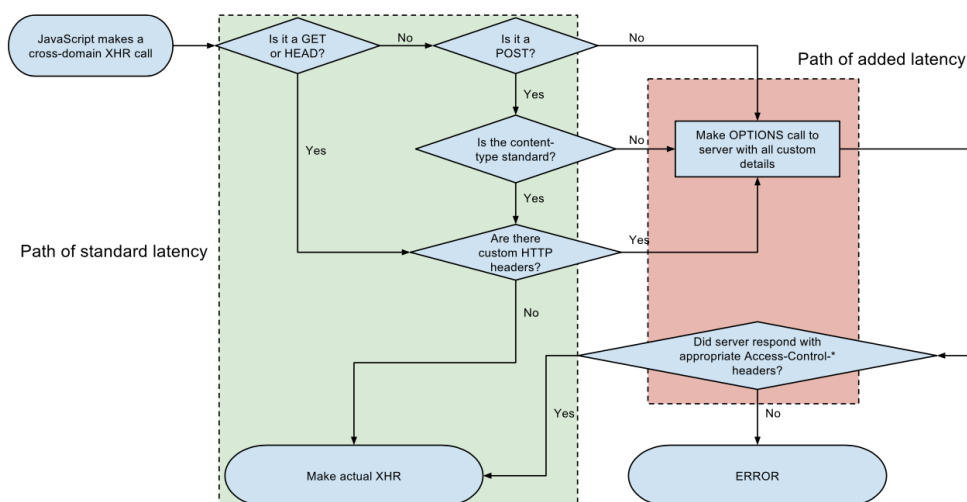 JavaScript makes a
cross-domain XHR call
Is it a GET
or HEAD?
No
Is it a
POST?
No
Path of added latency
Yes
Yes
Is the content-
type standard?
No
Make OPTIONS call to
server with all custom
details
Yes
Path of standard latency
Are there
custom HTTP
headers?
Yes
No
Did server respond with
appropriate Access-Control-*
headers?
Yes
No
Make actual XHR
ERROR